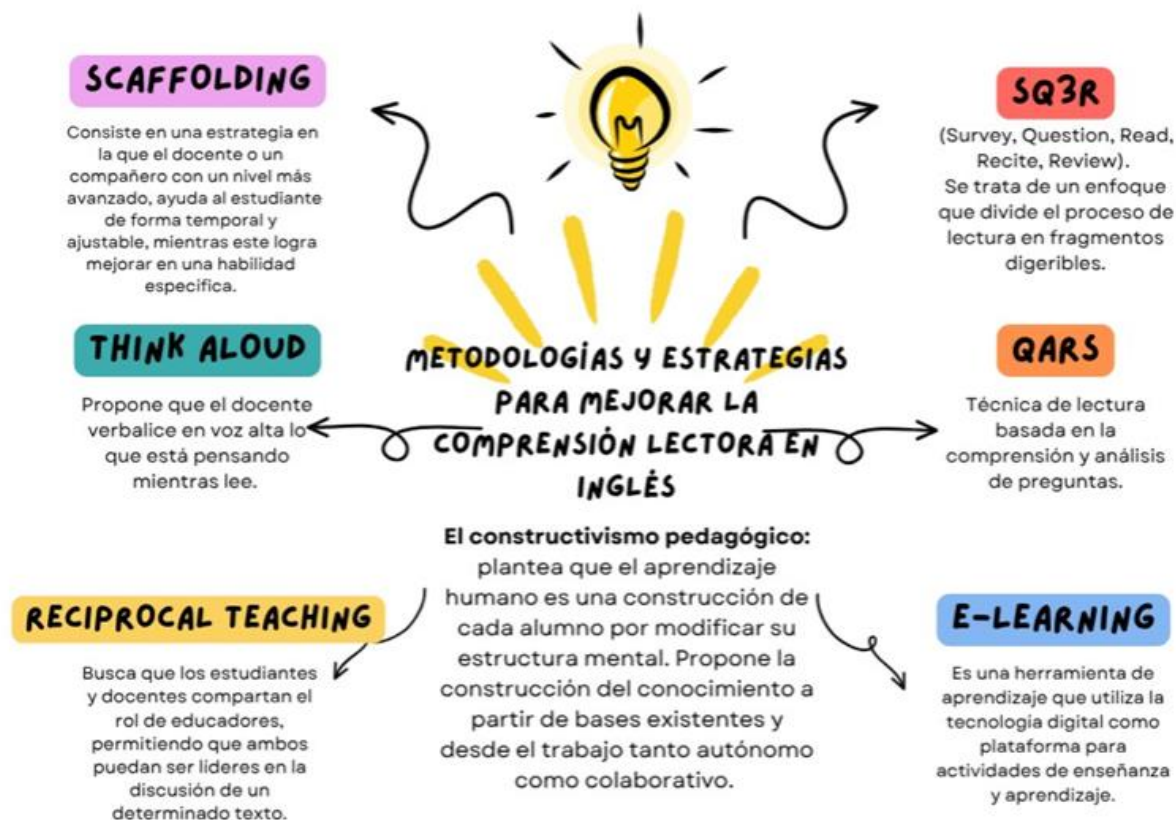 SCAFFOLDING
Consiste en una estrategia en
la que el docente o un
compañero con un nivel más
avanzado, ayuda al estudiante
de forma temporal y
ajustable, mientras este logra
mejorar en una habilidad
especifica.
THINK ALOUD
Propone que el docente
verbalice en voz alta lo
que está pensando
mientras lee.
RECIPROCAL TEACHING
Busca que los estudiantes
y docentes compartan el
rol de educadores,
permitiendo que ambos
puedan ser lideres en la
discusión de un
determinado texto.
METODOLOGÍAS Y ESTRATEGIAS
PARA MEJORAR LA
COMPRENSIÓN LECTORA EN
INGLÉS
El constructivismo pedagógico:
plantea que el aprendizaje
humano es una construcción de
cada alumno por modificar su
estructura mental. Propone la
construcción del conocimiento a
partir de bases existentes y
desde el trabajo tanto autónomo
como colaborativo.
SQ3R
(Survey, Question, Read,
Recite, Review).
Se trata de un enfoque
que divide el proceso de
lectura en fragmentos
digeribles.
QARS
Técnica de lectura
basada en la
comprensión y análisis
de preguntas.
E-LEARNING
Es una herramienta de
aprendizaje que utiliza la
tecnología digital como
plataforma para
actividades de enseñanza
y aprendizaje.